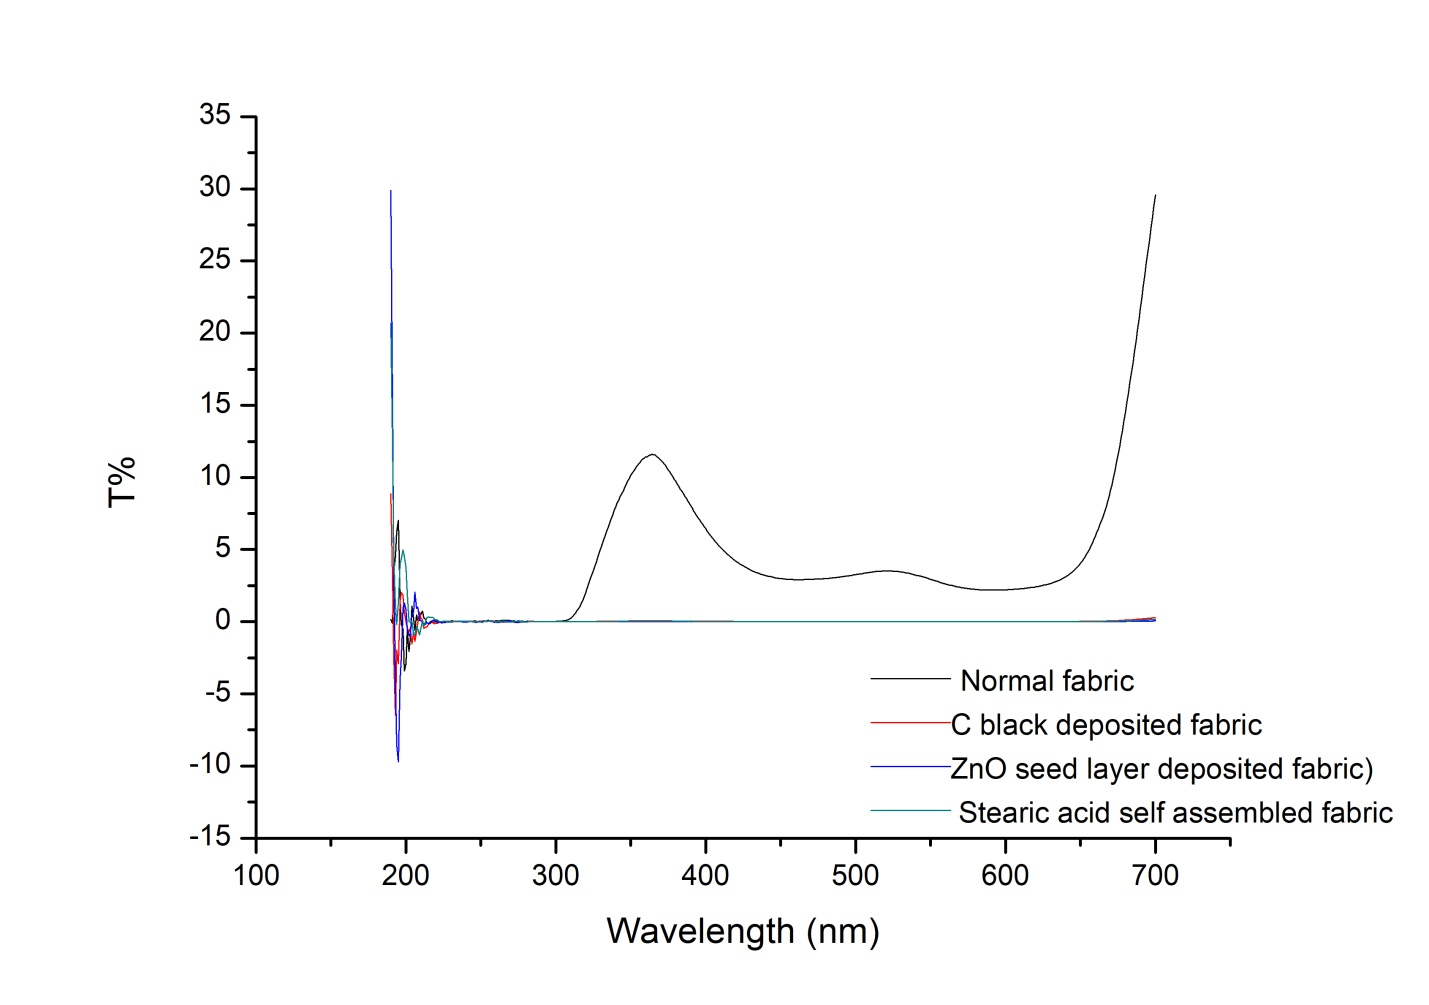 35
30
25
20
15
10
5
0
-5
-10
-15
T%
Normal fabric
C black deposited fabric
ZnO seed layer deposited fabric)
Stearic acid self assembled fabric
100 200 300 400 500 600 700
Wavelength (nm)